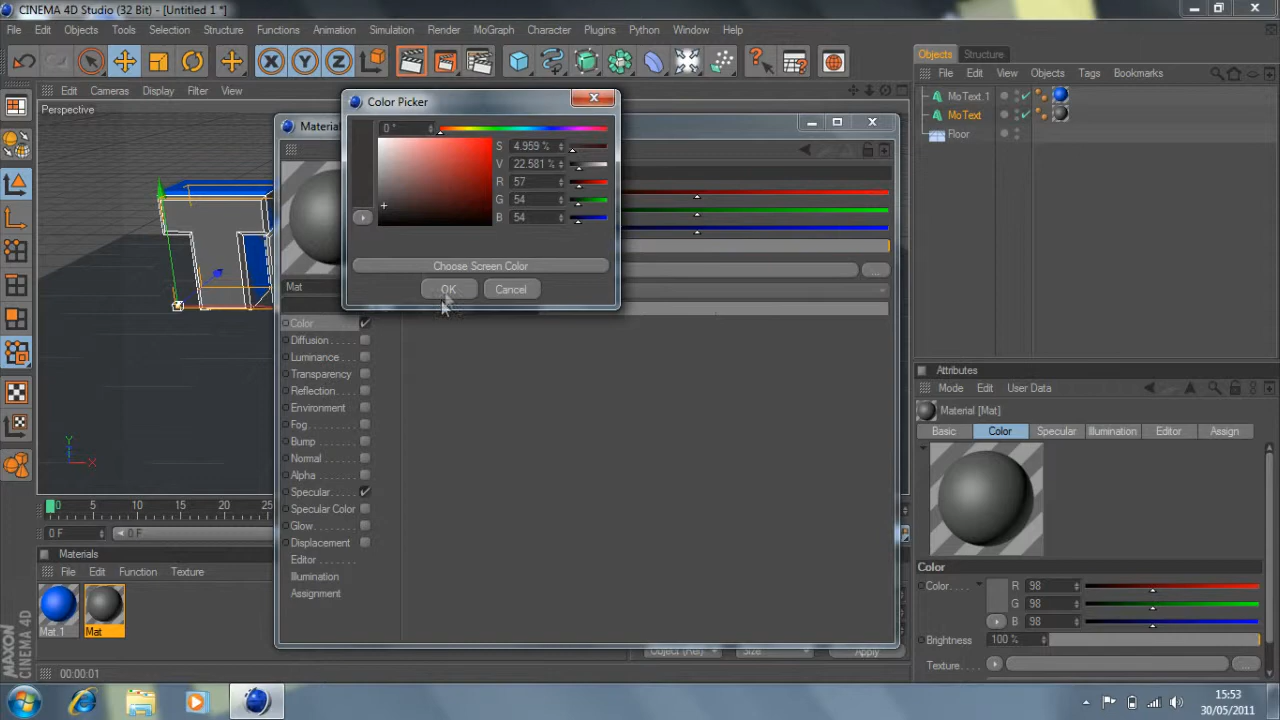 CINEMA 4D Studio (32 Bit) - [Untitled 1 *]
File Edit Objects Tools Selection Structure Functions Animation Simulation Render MoGraph Character Plugins Python Window Help
Objects Structure
File Edit View Objects Tags Bookmarks
MoText.1
MoText
Floor
Edit Cameras Display Filter View
Perspective
Color Picker
0 °
S 4.959 %
V 22.581 %
R 57
G 54
B 54
Choose Screen Color
OK Cancel
Mat
Color
Diffusion
Luminance
Transparency
Reflection
Environment
Fog
Bump
Normal
Alpha
Specular
Specular Color
Glow
Displacement
Editor
Illumination
Assignment
Y
X
0 5 10 15 20 25
0 F 0 F
Materials
File Edit Function Texture
Mat.1 Mat
Size Apply
Attributes
Mode Edit User Data
Material [Mat]
Basic Color Specular Illumination Editor Assign
Color
Color R 98
G 98
B 98
Brightness 100 %
Texture
MAXON
CINEMA 4D
00:00:01
15:53
30/05/2011